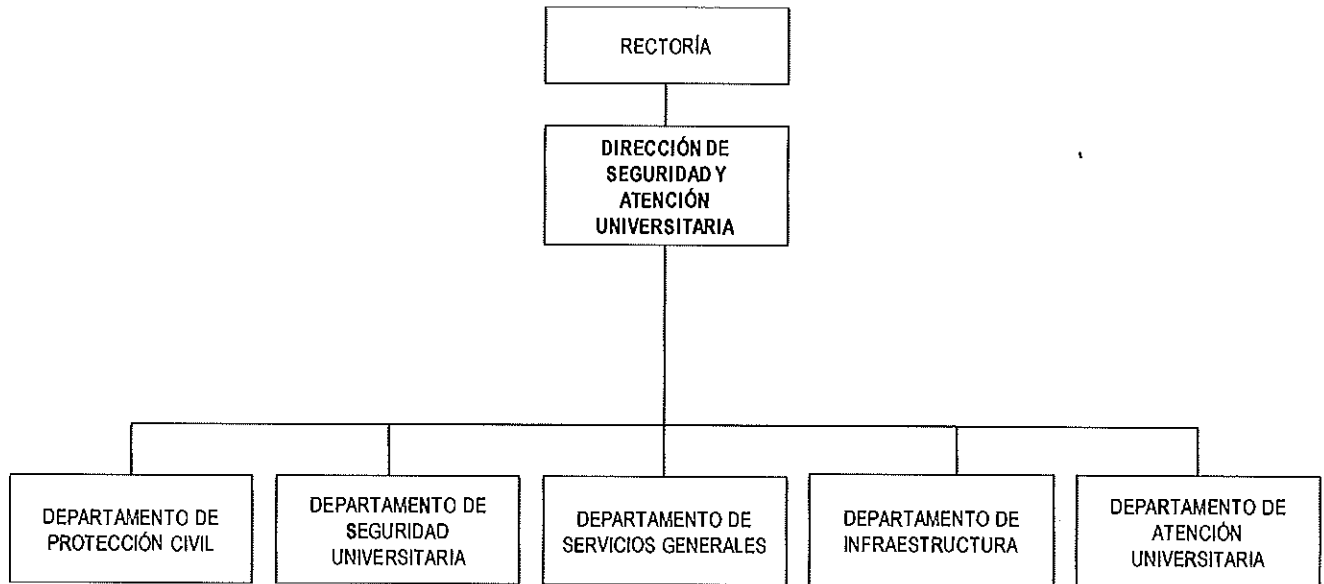 RECTORÍA
DIRECCIÓN DE
SEGURIDAD Y
ATENCIÓN
UNIVERSITARIA
DEPARTAMENTO DE
PROTECCIÓN CIVIL
DEPARTAMENTO DE
SEGURIDAD
UNIVERSITARIA
DEPARTAMENTO DE
SERVICIOS GENERALES
DEPARTAMENTO DE
INFRAESTRUCTURA
DEPARTAMENTO DE
ATENCIÓN
UNIVERSITARIA